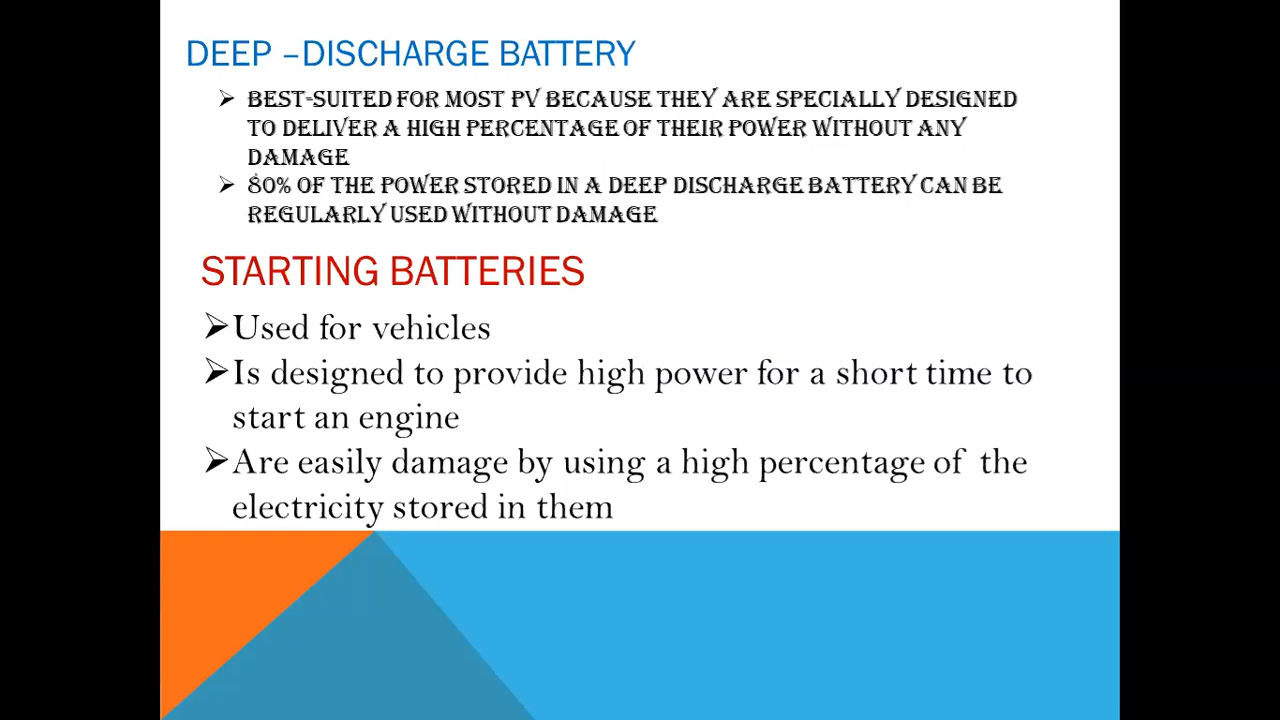 DEEP –DISCHARGE BATTERY
➢ BEST-SUITED FOR MOST PV BECAUSE THEY ARE SPECIALLY DESIGNED
TO DELIVER A HIGH PERCENTAGE OF THEIR POWER WITHOUT ANY
DAMAGE
➢ 80% OF THE POWER STORED IN A DEEP DISCHARGE BATTERY CAN BE
REGULARLY USED WITHOUT DAMAGE
STARTING BATTERIES
➢Used for vehicles
➢Is designed to provide high power for a short time to
start an engine
➢Are easily damage by using a high percentage of the
electricity stored in them